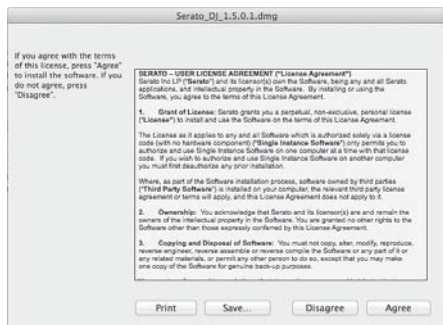 Serato_DJ_1.5.0.1.dmg
If you agree with the terms
of this license, press "Agree"
to install the software. If you
do not agree, press
"Disagree".
SERATO – USER LICENSE AGREEMENT ("License Agreement")
Serato Inc LP ("Serato") and its licensor(s) own the Software, being any and all Serato
applications, and intellectual property in the Software. By installing or using the
Software, you agree to the terms of this License Agreement.
1. Grant of License: Serato grants you a perpetual, non-exclusive, personal license
("License") to install and use the Software on the terms of this License Agreement.
The License as it applies to any and all Software which is authorized solely via a license
code (with no hardware component) ("Single Instance Software") only permits you to
authorize and use Single Instance Software on one computer at a time with that license
code. If you wish to authorize and use Single Instance Software on another computer
you must first deauthorize any prior installation.
Where, as part of the Software installation process, software owned by third parties
("Third Party Software") is installed on your computer, the relevant third party license
agreement or terms will apply, and this License Agreement does not apply to it.
2. Ownership: You acknowledge that Serato and its licensor(s) are and remain the
owners of the intellectual property in the Software. You are granted no other rights to the
Software other than those expressly conferred by this License Agreement.
3. Copying and Disposal of Software: You must not copy, alter, modify, reproduce,
reverse engineer, reverse assemble or reverse compile the Software or any part of it or
any related materials, or permit any other person to do so, except that you may make
one copy of the Software for genuine back-up purposes.
Print Save... Disagree Agree